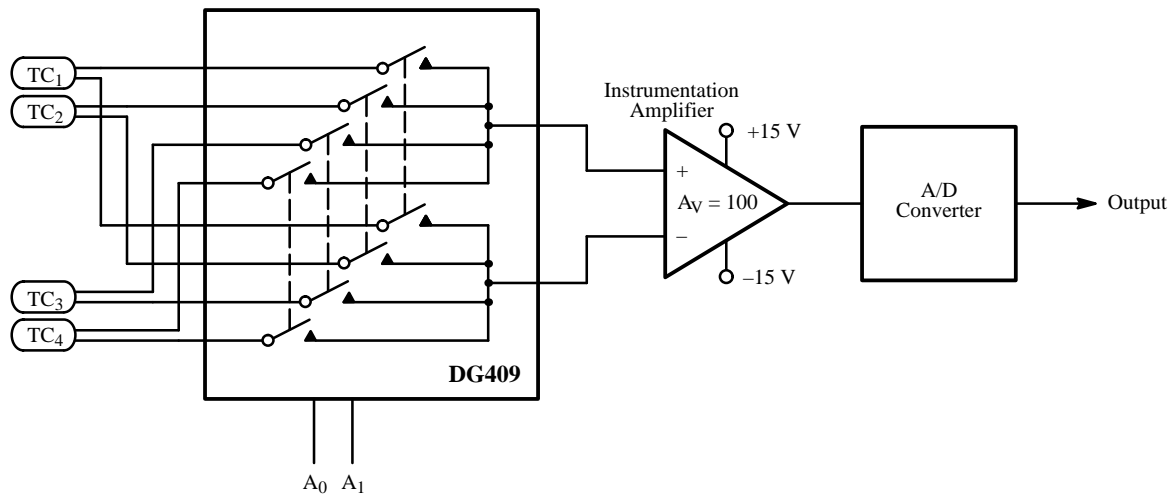 TC1
TC2
TC3
TC4
DG409
A0
A1
Instrumentation
Amplifier
+15 V
+
AV = 100
–
–15 V
A/D
Converter
Output